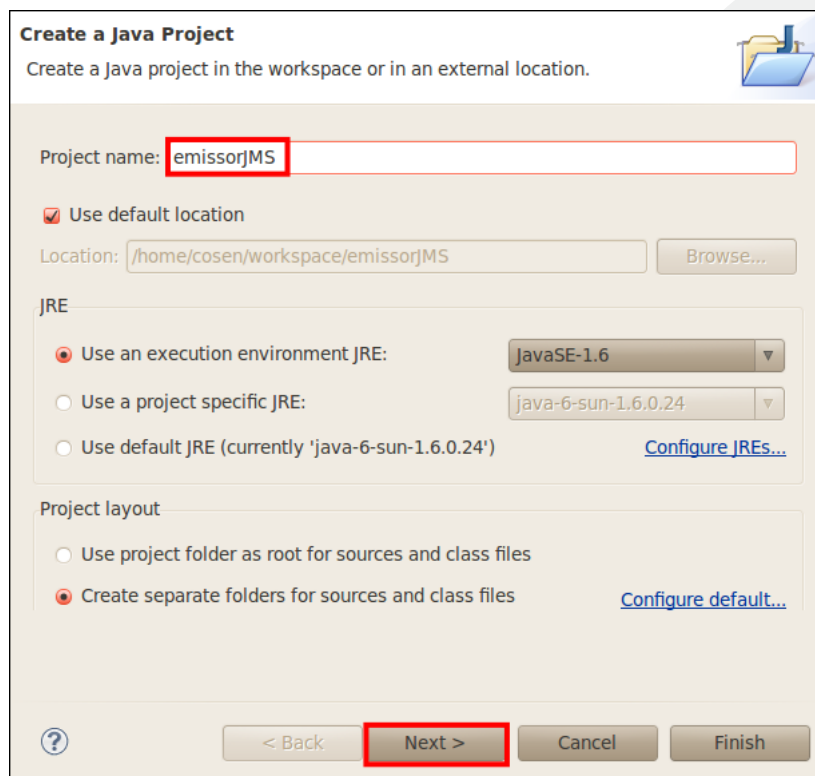 Create a Java Project
Create a Java project in the workspace or in an external location.
Project name: emissorJMS
Use default location
Location: /home/cosen/workspace/emissorJMS Browse...
JRE
Use an execution environment JRE: JavaSE-1.6
Use a project specific JRE: java-6-sun-1.6.0.24
Use default JRE (currently 'java-6-sun-1.6.0.24') Configure JREs...
Project layout
Use project folder as root for sources and class files
Create separate folders for sources and class files Configure default...
? < Back Next > Cancel Finish